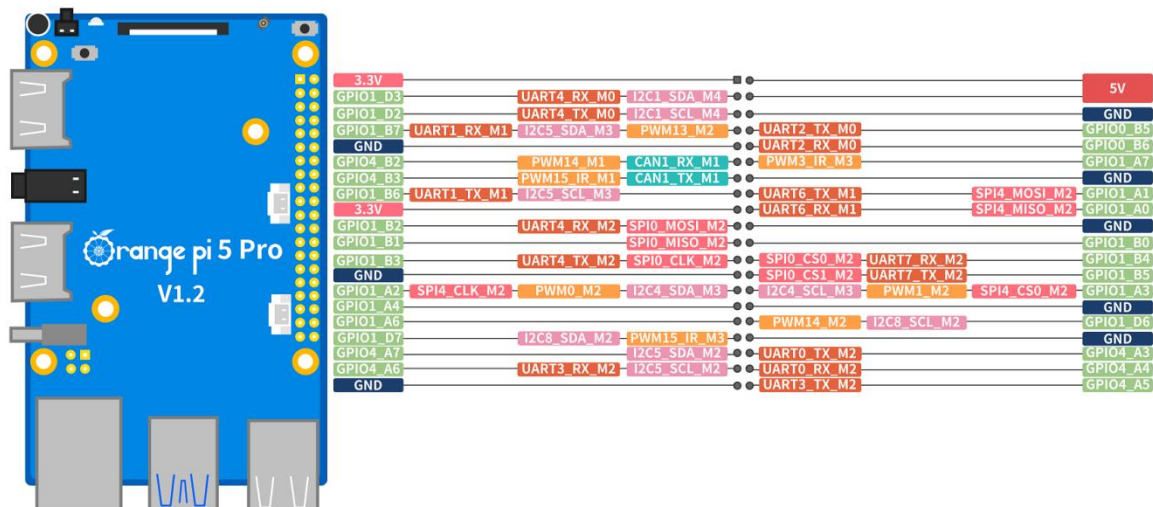 3.3V 5V
GPIO1_D3 UART4_RX_M0 I2C1_SDA_M4
GPIO1_D2 UART4_TX_M0 I2C1_SCL_M4 GND
GPIO1_B7 UART1_RX_M1 I2C5_SDA_M3 PWM13_M2 UART2_TX_M0 GPIO0_B5
GND UART2_RX_M0 GPIO0_B6
GPIO4_B2 PWM14_M1 CAN1_RX_M1 PWM3_IR_M3 GPIO1_A7
GPIO4_B3 PWM15_IR_M1 CAN1_TX_M1 GND
GPIO1_B6 UART1_TX_M1 I2C5_SCL_M3 UART6_TX_M1 SPI4_MOSI_M2 GPIO1_A1
3.3V UART6_RX_M1 SPI4_MISO_M2 GPIO1_A0
GPIO1_B2 UART4_RX_M2 SPI0_MOSI_M2 GND
GPIO1_B1 SPI0_MISO_M2 GPIO1_B0
GPIO1_B3 UART4_TX_M2 SPI0_CLK_M2 SPI0_CS0_M2 UART7_RX_M2 GPIO1_B4
GND SPI0_CS1_M2 UART7_TX_M2 GPIO1_B5
GPIO1_A2 SPI4_CLK_M2 PWM0_M2 I2C4_SDA_M3 I2C4_SCL_M3 PWM1_M2 SPI4_CS0_M2 GPIO1_A3
GPIO1_A4 GND
GPIO1_A6 PWM14_M2 I2C8_SCL_M2 GPIO1_D6
GPIO1_D7 I2C8_SDA_M2 PWM15_IR_M3 GND
GPIO4_A7 I2C5_SDA_M2 UART0_TX_M2 GPIO4_A3
GPIO4_A6 UART3_RX_M2 I2C5_SCL_M2 UART0_RX_M2 GPIO4_A4
GND UART3_TX_M2 GPIO4_A5
Orange pi 5 Pro
V1.2